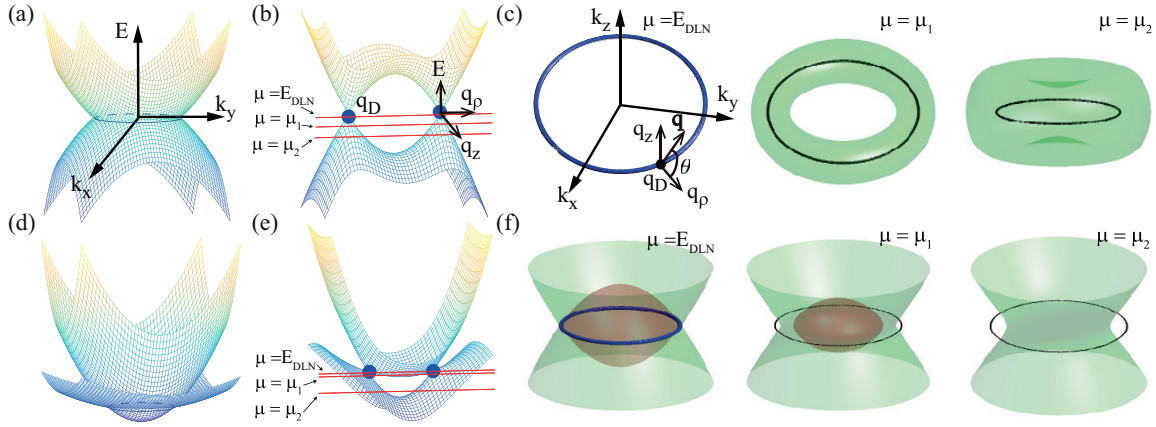 (a)
E
k_y
k_x
(b)
μ = E_DLN
μ = μ_1
μ = μ_2
q_D
E
q_ρ
q_z
(c)
k_z
μ = E_DLN
k_y
k_x
q_z
q
θ
q_D
q_ρ
μ = μ_1
μ = μ_2
(d)
(e)
μ = E_DLN
μ = μ_1
μ = μ_2
(f)
μ = E_DLN
μ = μ_1
μ = μ_2